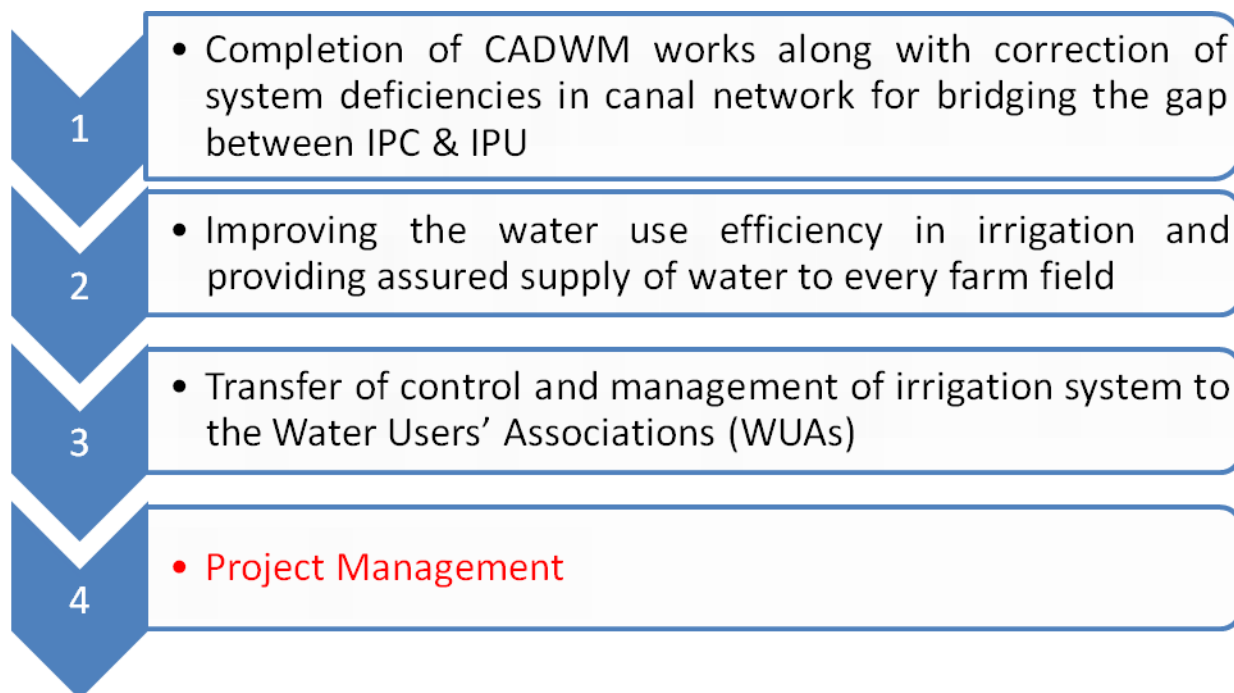 1
• Completion of CADWM works along with correction of
system deficiencies in canal network for bridging the gap
between IPC & IPU
2
• Improving the water use efficiency in irrigation and
providing assured supply of water to every farm field
3
• Transfer of control and management of irrigation system to
the Water Users’ Associations (WUAs)
4
• Project Management